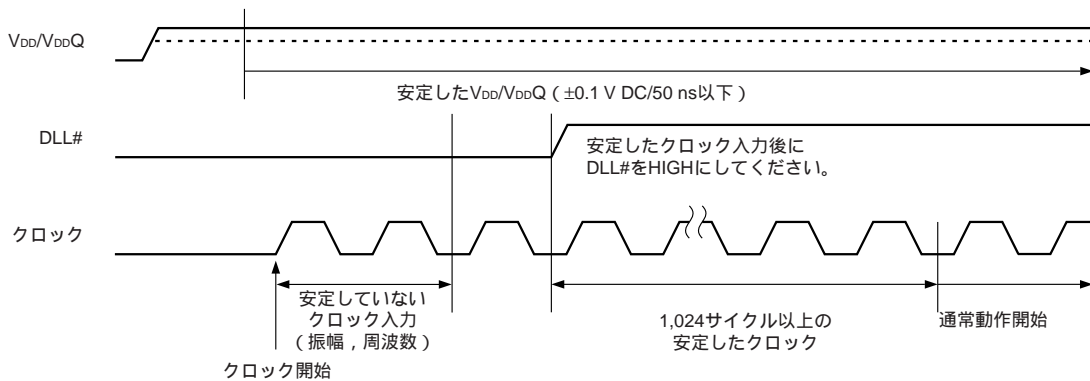 VDD/VDDQ
安定したVDD/VDDQ（±0.1 V DC/50 ns以下）
DLL#
安定したクロック入力後に
DLL#をHIGHにしてください。
クロック
安定していない
クロック入力
（振幅，周波数）
クロック開始
1,024サイクル以上の
安定したクロック
通常動作開始